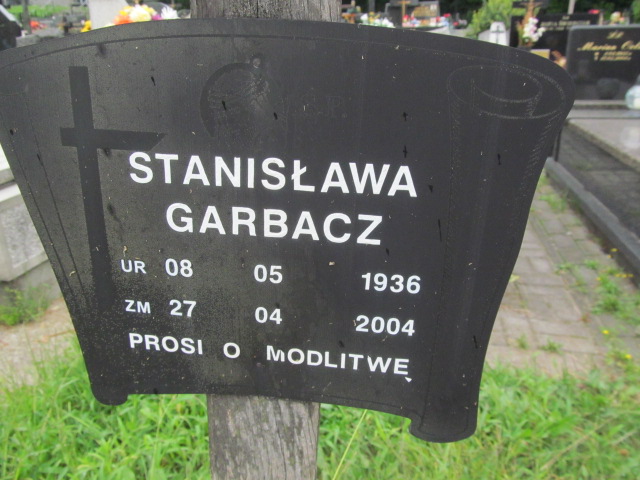 STANISŁAWA
GARBACZ
UR 08 05 1936
ZM 27 04 2004
PROSI O MODLITWĘ